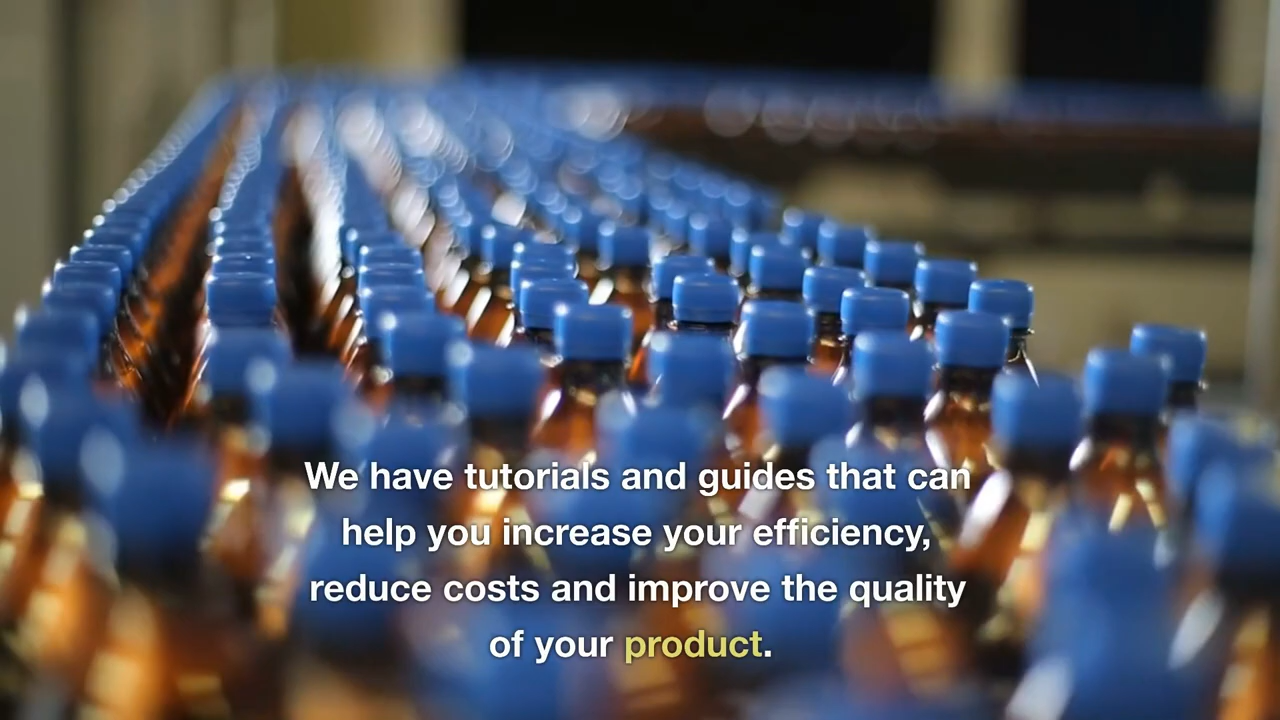 We have tutorials and guides that can
help you increase your efficiency,
reduce costs and improve the quality
of your product.